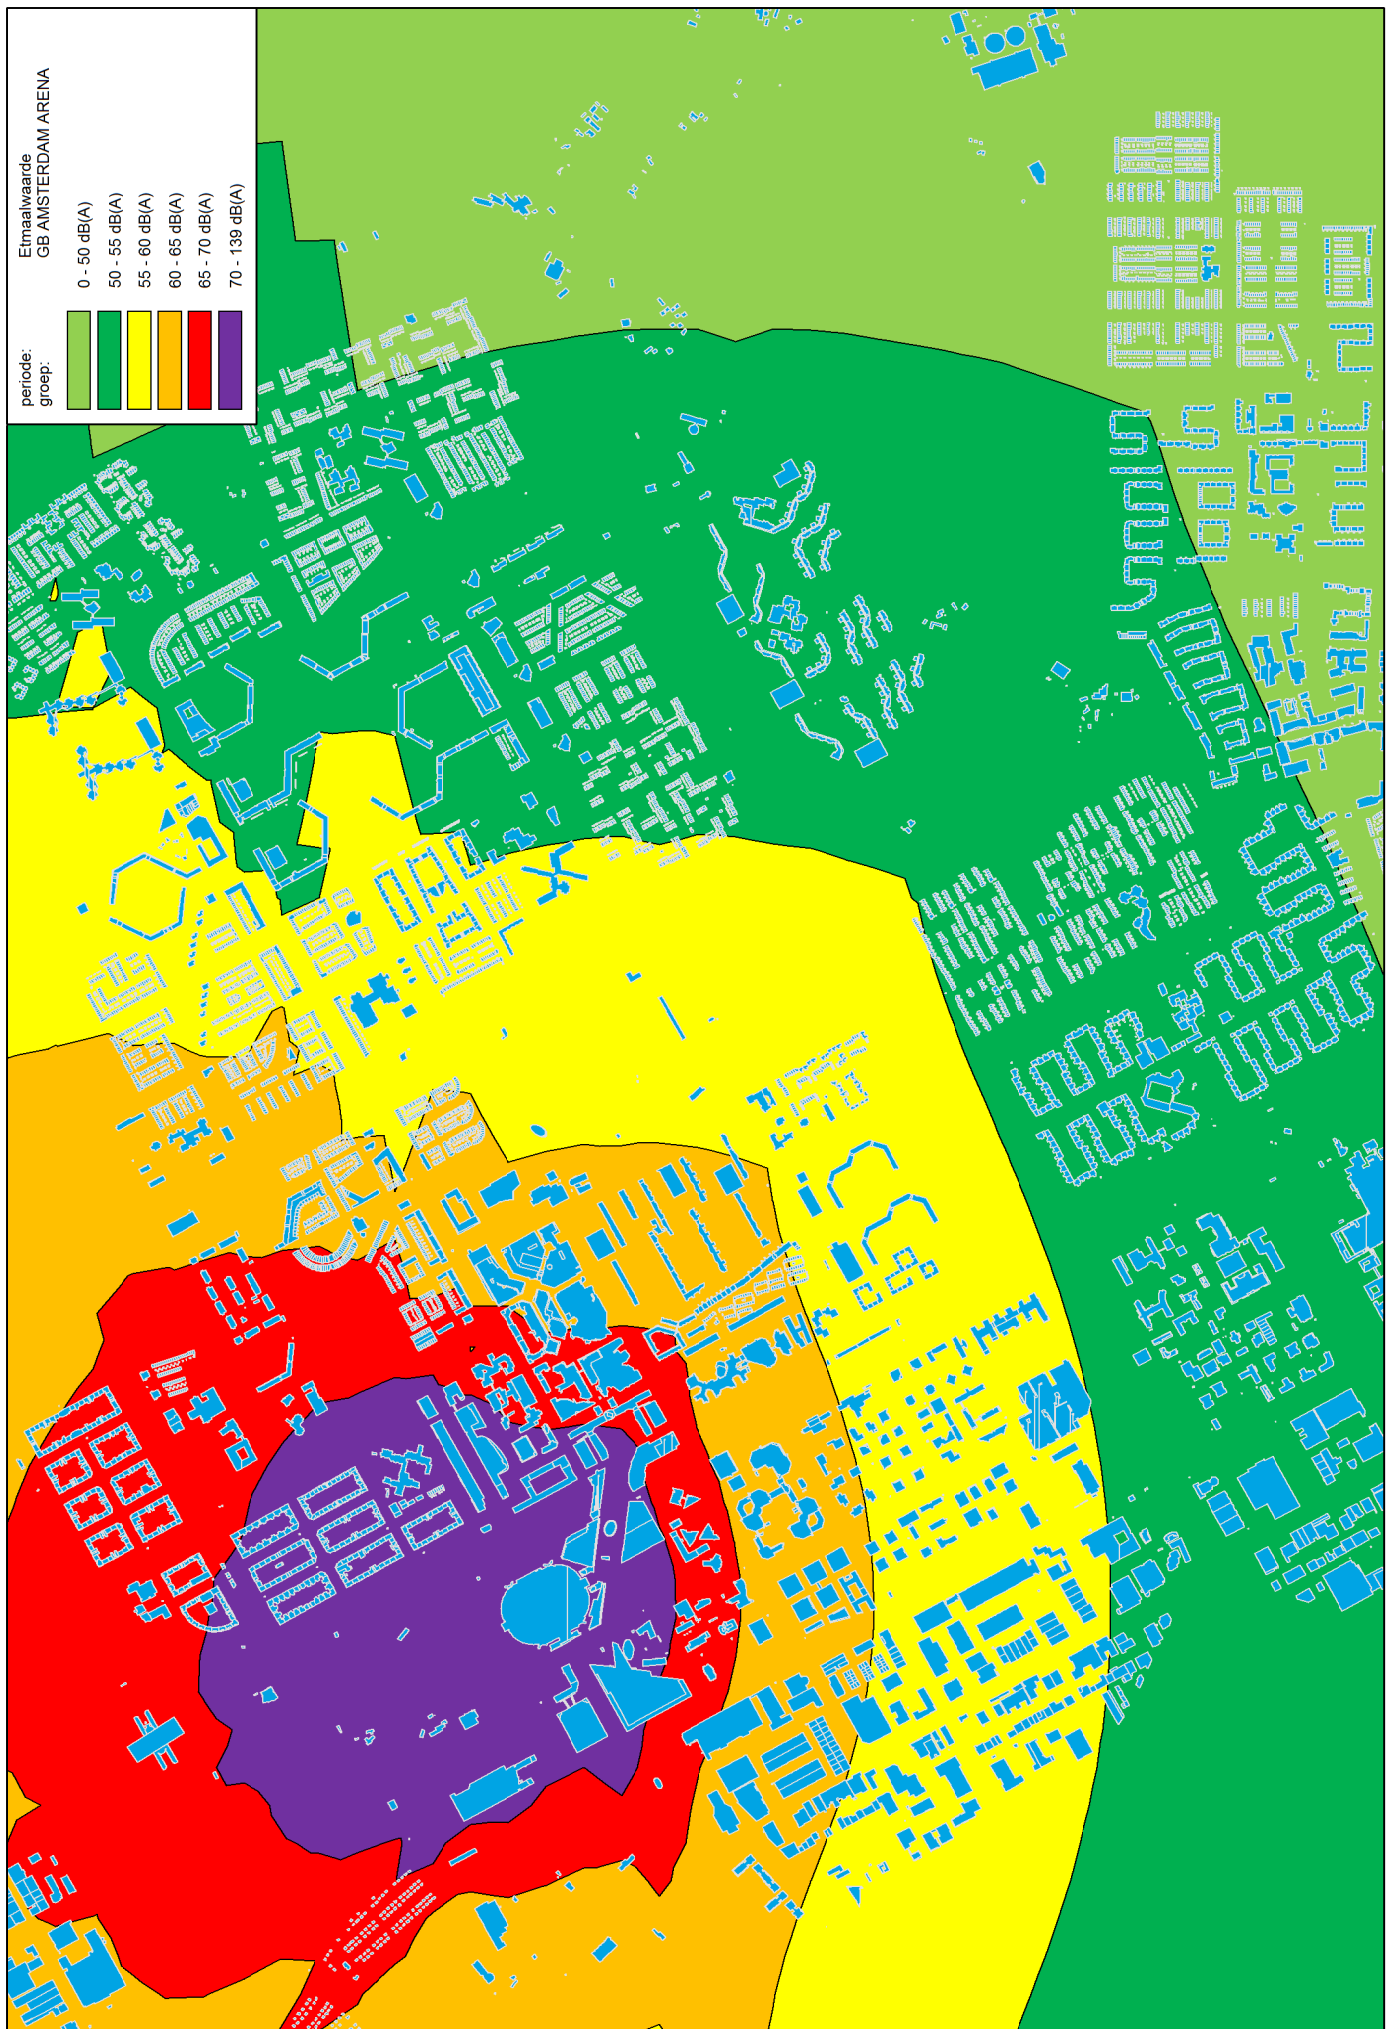 periode: Etmaalwaarde
groep: GB AMSTERDAM ARENA
0 - 50 dB(A)
50 - 55 dB(A)
55 - 60 dB(A)
60 - 65 dB(A)
65 - 70 dB(A)
70 - 139 dB(A)